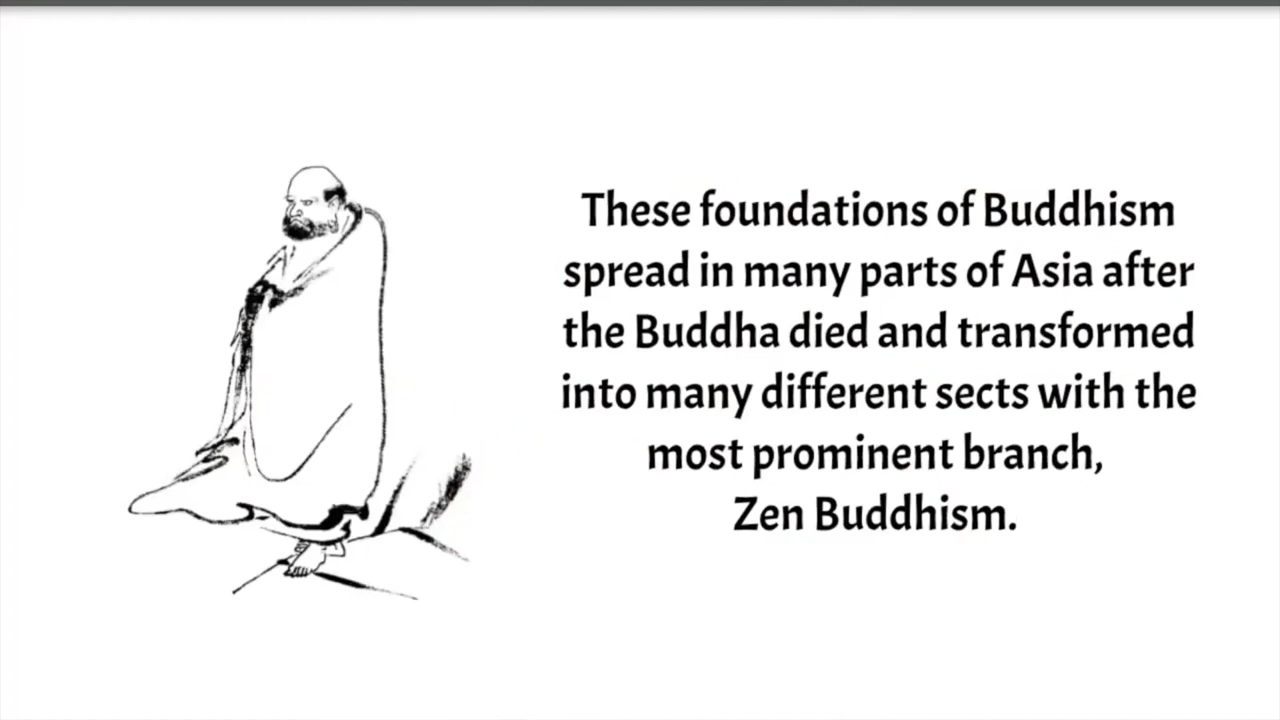 These foundations of Buddhism
spread in many parts of Asia after
the Buddha died and transformed
into many different sects with the
most prominent branch,
Zen Buddhism.